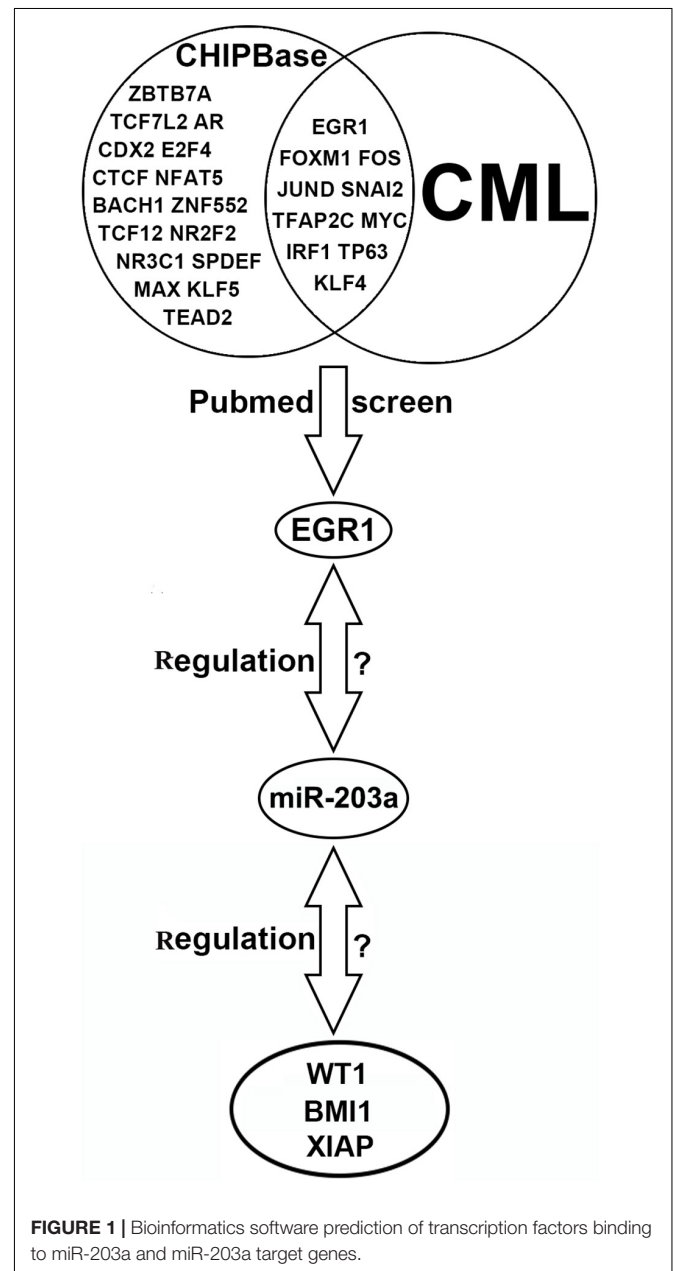 CHIPBase
ZBTB7A
TCF7L2 AR
CDX2 E2F4
CTCF NFAT5
BACH1 ZNF552
TCF12 NR2F2
NR3C1 SPDEF
MAX KLF5
TEAD2
EGR1
FOXM1 FOS
JUND SNAI2
TFAP2C MYC
IRF1 TP63
KLF4
CML
Pubmed screen
EGR1
Regulation ?
miR-203a
Regulation ?
WT1
BMI1
XIAP
FIGURE 1 | Bioinformatics software prediction of transcription factors binding
to miR-203a and miR-203a target genes.